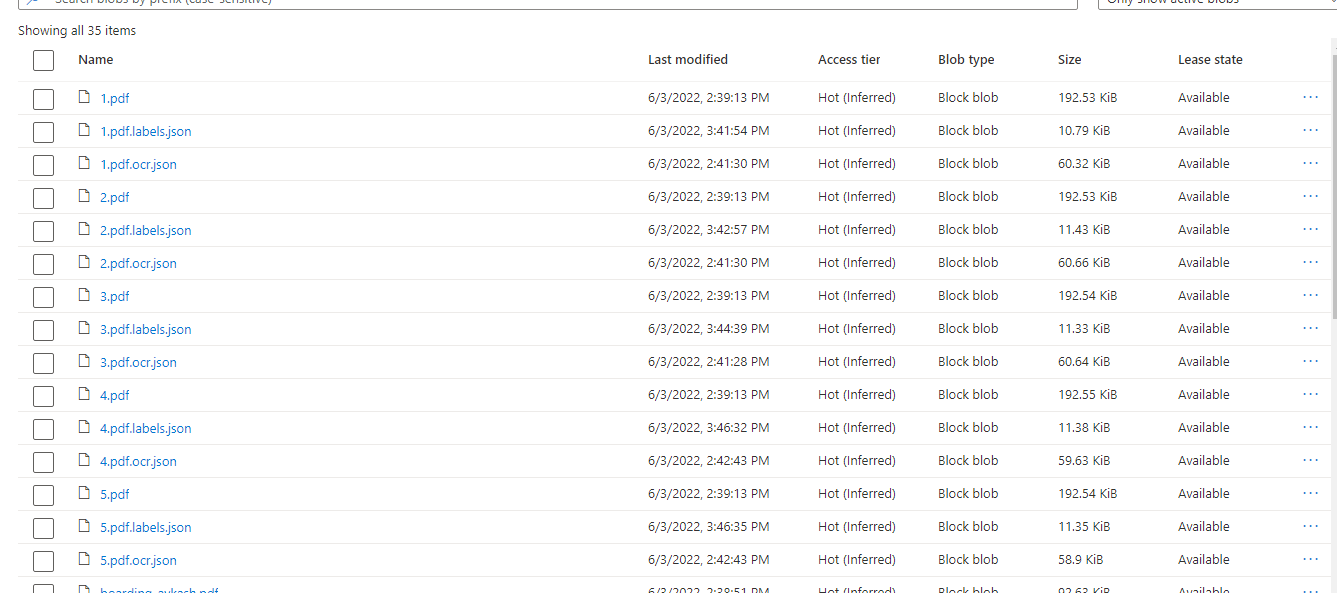 Search blobs by prefix (case-sensitive) Only show active blobs
Showing all 35 items
Name Last modified Access tier Blob type Size Lease state
1.pdf 6/3/2022, 2:39:13 PM Hot (Inferred) Block blob 192.53 KiB Available ...
1.pdf.labels.json 6/3/2022, 3:41:54 PM Hot (Inferred) Block blob 10.79 KiB Available ...
1.pdf.ocr.json 6/3/2022, 2:41:30 PM Hot (Inferred) Block blob 60.32 KiB Available ...
2.pdf 6/3/2022, 2:39:13 PM Hot (Inferred) Block blob 192.53 KiB Available ...
2.pdf.labels.json 6/3/2022, 3:42:57 PM Hot (Inferred) Block blob 11.43 KiB Available ...
2.pdf.ocr.json 6/3/2022, 2:41:30 PM Hot (Inferred) Block blob 60.66 KiB Available ...
3.pdf 6/3/2022, 2:39:13 PM Hot (Inferred) Block blob 192.54 KiB Available ...
3.pdf.labels.json 6/3/2022, 3:44:39 PM Hot (Inferred) Block blob 11.33 KiB Available ...
3.pdf.ocr.json 6/3/2022, 2:41:28 PM Hot (Inferred) Block blob 60.64 KiB Available ...
4.pdf 6/3/2022, 2:39:13 PM Hot (Inferred) Block blob 192.55 KiB Available ...
4.pdf.labels.json 6/3/2022, 3:46:32 PM Hot (Inferred) Block blob 11.38 KiB Available ...
4.pdf.ocr.json 6/3/2022, 2:42:43 PM Hot (Inferred) Block blob 59.63 KiB Available ...
5.pdf 6/3/2022, 2:39:13 PM Hot (Inferred) Block blob 192.54 KiB Available ...
5.pdf.labels.json 6/3/2022, 3:46:35 PM Hot (Inferred) Block blob 11.35 KiB Available ...
5.pdf.ocr.json 6/3/2022, 2:42:43 PM Hot (Inferred) Block blob 58.9 KiB Available ...
6/3/2022, 2:38:51 PM Hot (Inferred) Block blob 92.63 KiB Available ...